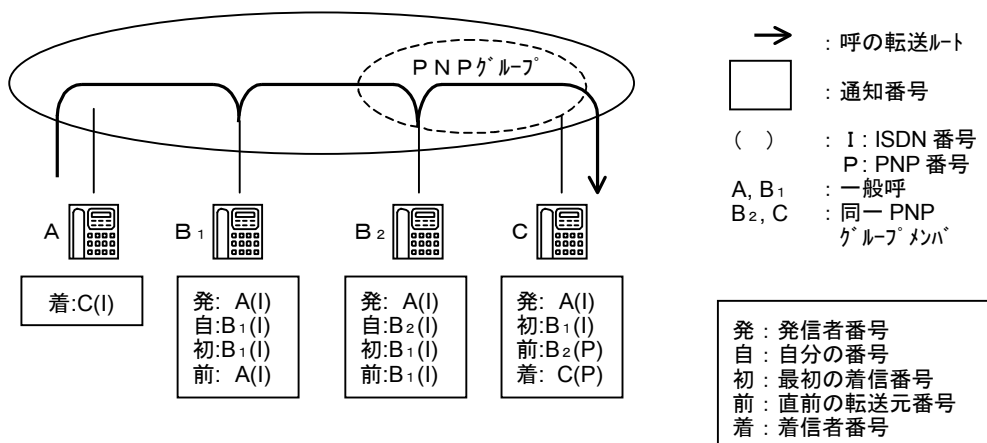 ＰＮＰｸﾞﾙｰﾌﾟ
A
B₁
B₂
C
着:C(I)
発: A(I)
自:B₁(I)
初:B₁(I)
前: A(I)
発: A(I)
自:B₂(I)
初:B₁(I)
前:B₁(I)
発: A(I)
初:B₁(I)
前:B₂(P)
着: C(P)
：呼の転送ﾙｰﾄ
：通知番号
（ ）：I：ISDN 番号
P：PNP 番号
A, B₁ ：一般呼
B₂, C ：同一 PNP
ｸﾞﾙｰﾌﾟﾒﾝﾊﾞ
発：発信者番号
自：自分の番号
初：最初の着信番号
前：直前の転送元番号
着：着信者番号